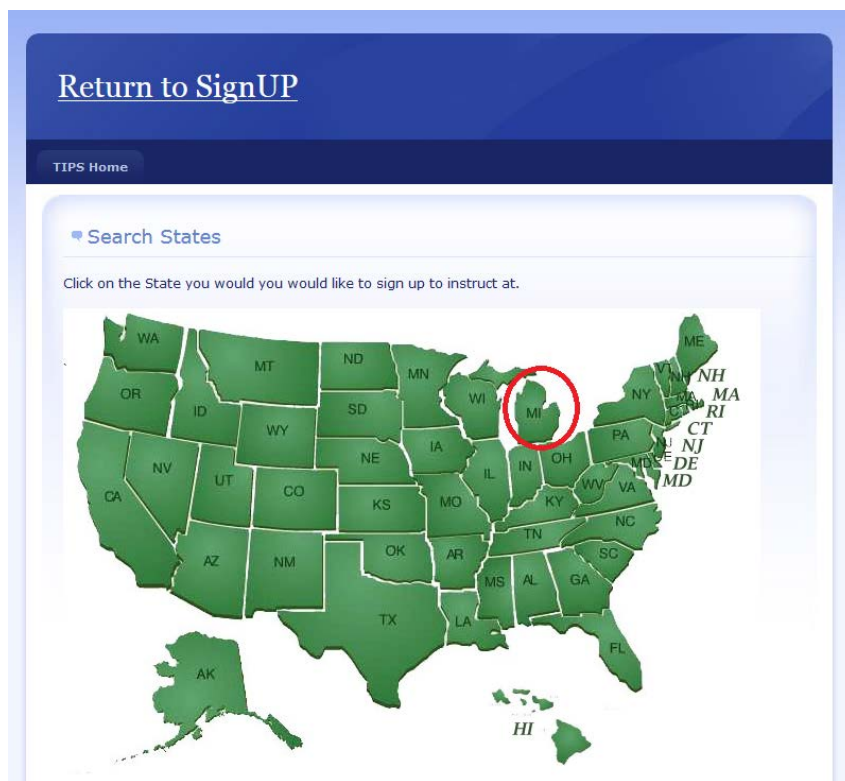 Return to SignUP
TIPS Home
Search States
Click on the State you would you would like to sign up to instruct at.
WA
MT
ND
MN
ME
VT
NH
NH
OR
ID
SD
WI
MI
NY
MA
MA
RI
RI
CT
CT
WY
IA
PA
NJ
NJ
NV
UT
NE
IL
IN
OH
MD
DE
DE
MD
CA
CO
KS
MO
KY
WV
VA
NC
TN
AZ
NM
OK
AR
SC
MS
AL
GA
TX
LA
FL
AK
HI